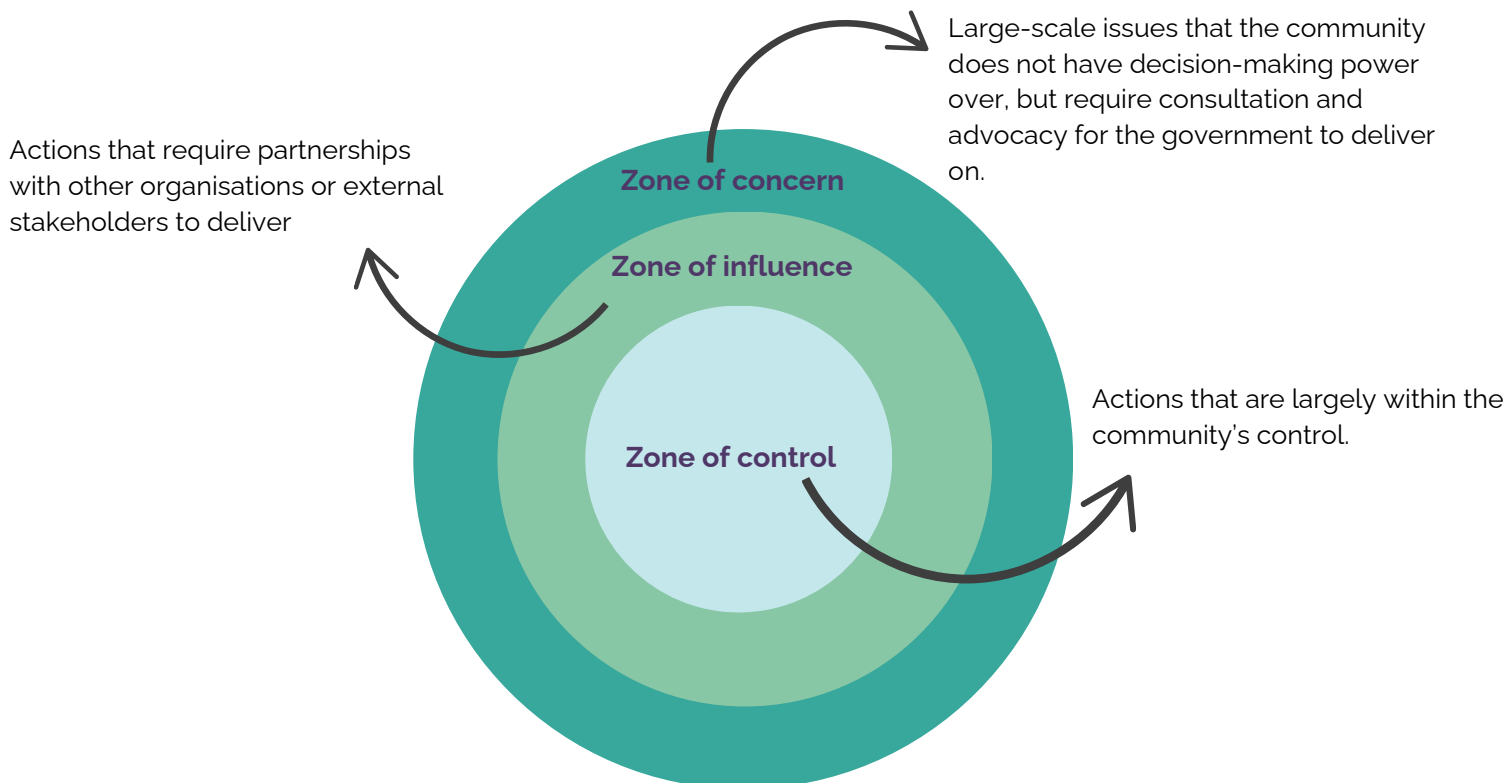 Large-scale issues that the community
does not have decision-making power
over, but require consultation and
advocacy for the government to deliver
on.
Actions that require partnerships
with other organisations or external
stakeholders to deliver
Zone of concern
Zone of influence
Actions that are largely within the
community’s control.
Zone of control